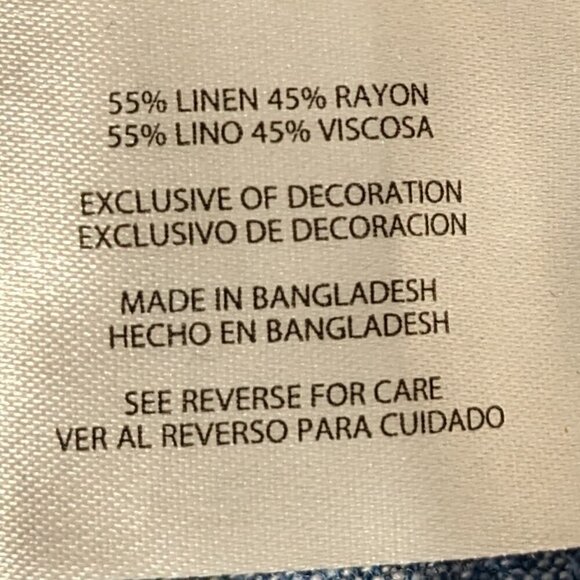 55% LINEN 45% RAYON
55% LINO 45% VISCOSA
EXCLUSIVE OF DECORATION
EXCLUSIVO DE DECORACION
MADE IN BANGLADESH
HECHO EN BANGLADESH
SEE REVERSE FOR CARE
VER AL REVERSO PARA CUIDADO